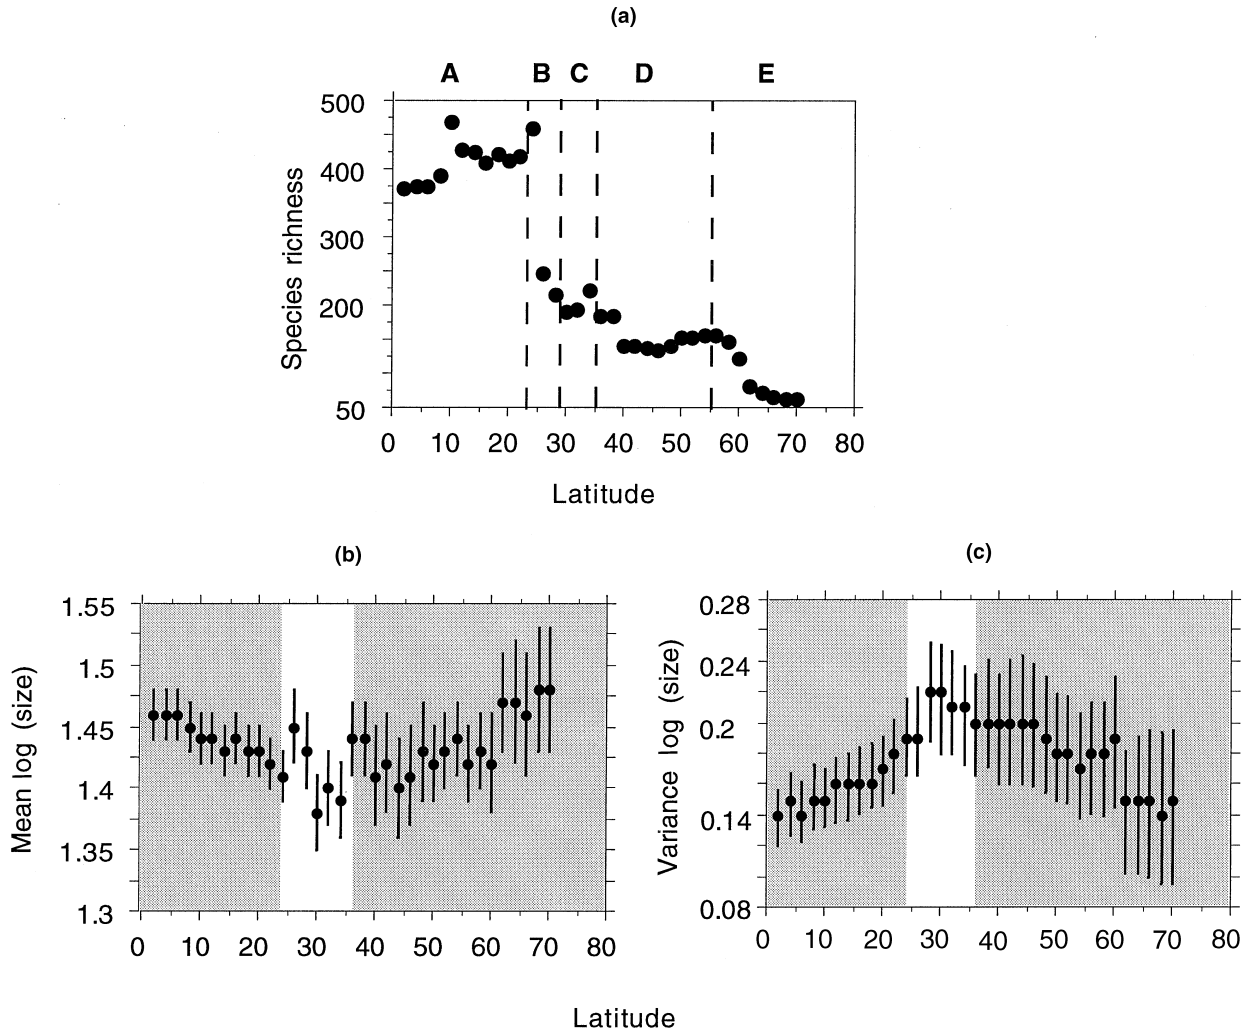 (a)
A B C D E
500
400
300
200
50
Species richness
0 10 20 30 40 50 60 70 80
Latitude
(b)
1.55
1.5
1.45
1.4
1.35
1.3
Mean log (size)
0 10 20 30 40 50 60 70 80
(c)
0.28
0.24
0.2
0.14
0.08
Variance log (size)
0 10 20 30 40 50 60 70 80
Latitude